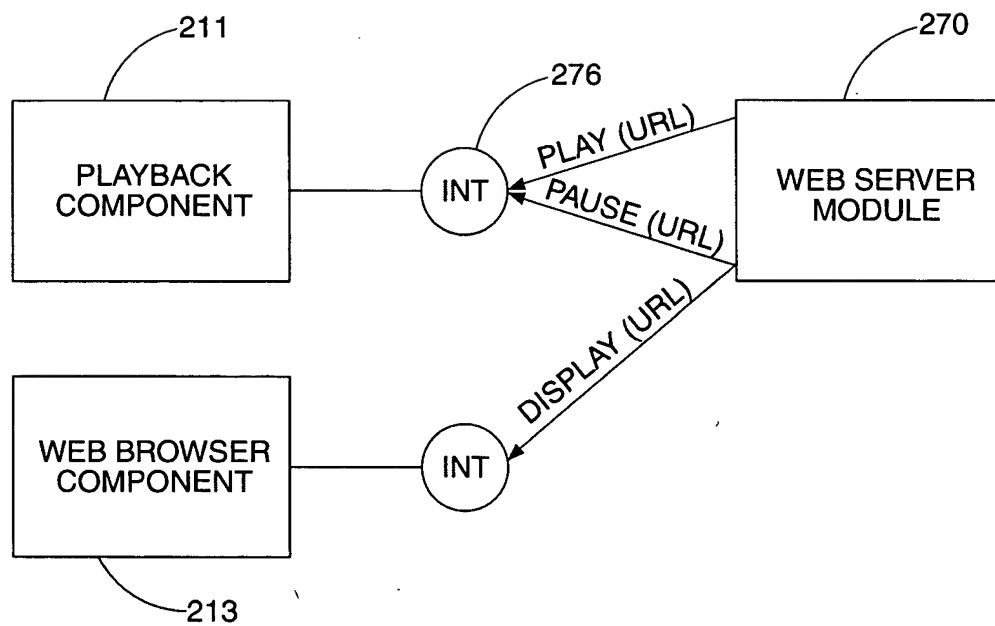 211
270
276
PLAYBACK
COMPONENT
INT
PLAY (URL)
PAUSE (URL)
WEB SERVER
MODULE
DISPLAY (URL)
WEB BROWSER
COMPONENT
INT
213